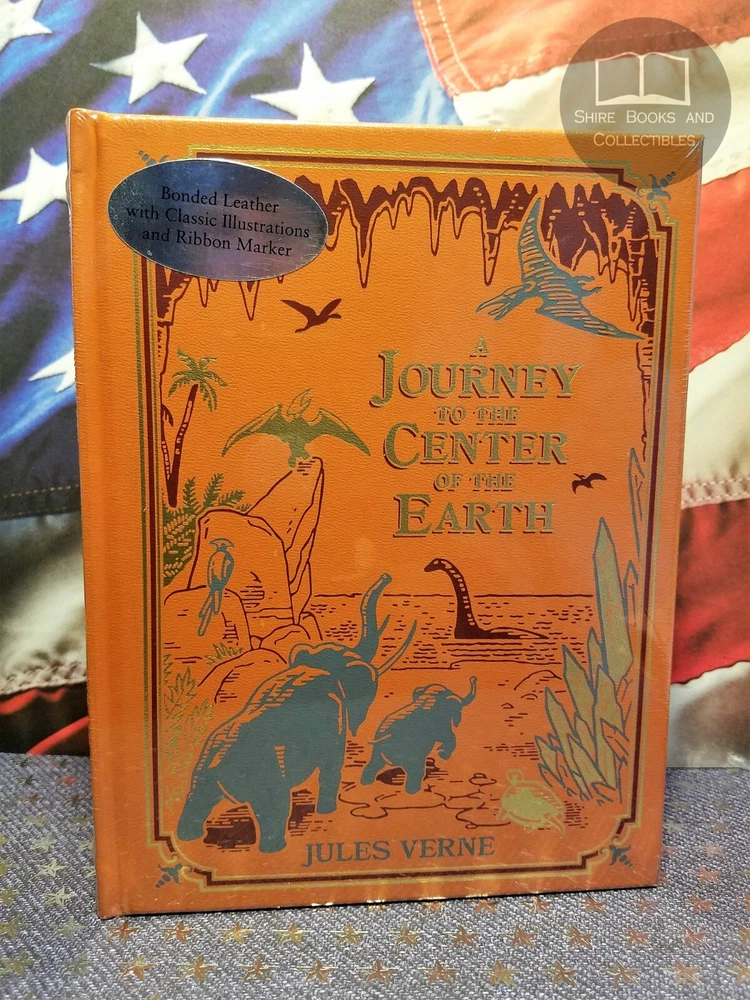 SHIRE BOOKS AND
COLLECTIBLES
Bonded Leather
with Classic Illustrations
and Ribbon Marker
A
JOURNEY
TO THE
CENTER
OF THE
EARTH
JULES VERNE